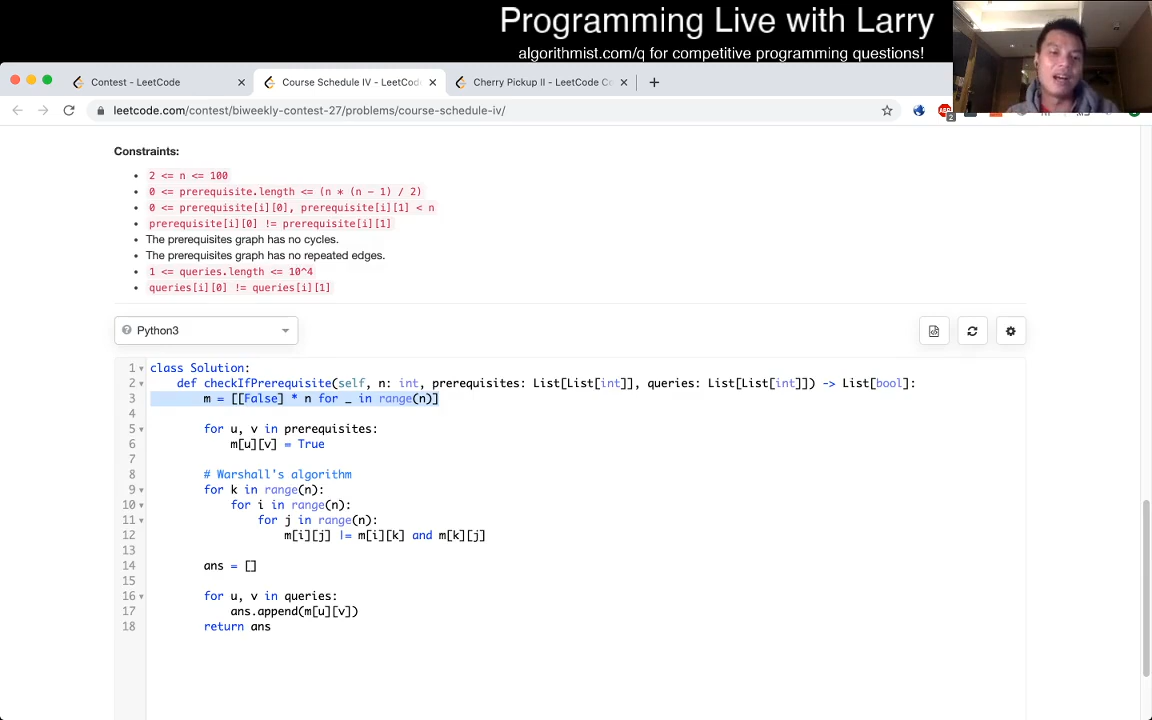 Programming Live with Larry
algorithmist.com/q for competitive programming questions!
Contest - LeetCode
Course Schedule IV - LeetCod
Cherry Pickup II - LeetCode Co
leetcode.com/contest/biweekly-contest-27/problems/course-schedule-iv/
2
Constraints:
2 <= n <= 100
0 <= prerequisite.length <= (n * (n - 1) / 2)
0 <= prerequisite[i][0], prerequisite[i][1] < n
prerequisite[i][0] != prerequisite[i][1]
The prerequisites graph has no cycles.
The prerequisites graph has no repeated edges.
1 <= queries.length <= 10^4
queries[i][0] != queries[i][1]
Python3
1 class Solution:
2 def checkIfPrerequisite(self, n: int, prerequisites: List[List[int]], queries: List[List[int]]) -> List[bool]:
3 m = [[False] * n for _ in range(n)]
4
5 for u, v in prerequisites:
6 m[u][v] = True
7
8 # Warshall's algorithm
9 for k in range(n):
10 for i in range(n):
11 for j in range(n):
12 m[i][j] |= m[i][k] and m[k][j]
13
14 ans = []
15
16 for u, v in queries:
17 ans.append(m[u][v])
18 return ans